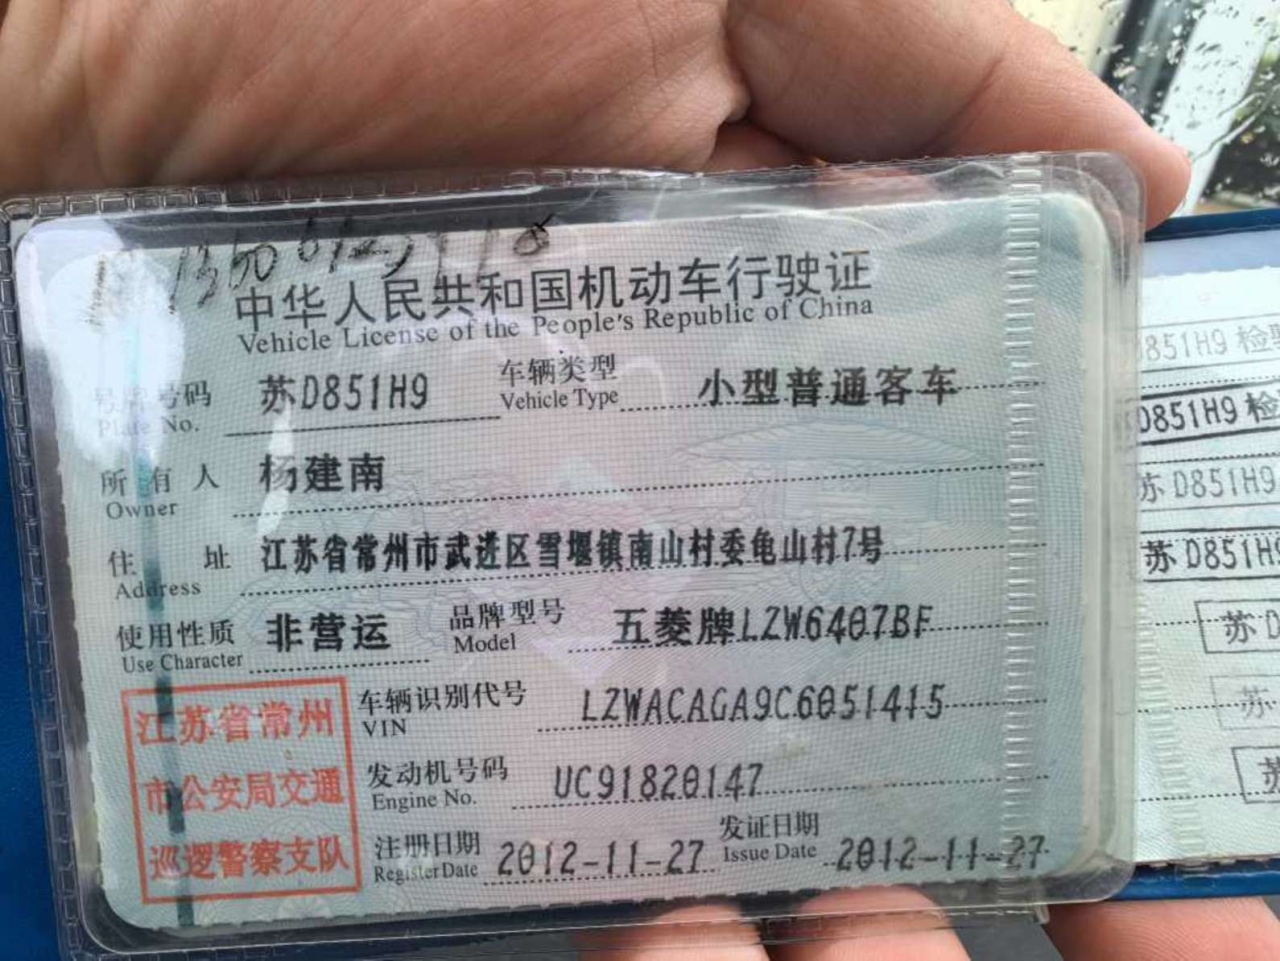 中华人民共和国机动车行驶证
Vehicle License of the People's Republic of China
号牌号码 苏D851H9 车辆类型 小型普通客车
Plate No. Vehicle Type
所有人 杨建南
Owner
住址 江苏省常州市武进区雪堰镇南山村委龟山村7号
Address
使用性质 非营运 品牌型号 五菱牌LZW6407BF
Use Character Model
车辆识别代号 LZWACAGA9C6051415
VIN
发动机号码 UC91820147
Engine No.
注册日期 2012-11-27 发证日期 2012-11-27
Register Date Issue Date
江苏省常州
市公安局交通
巡逻警察支队
851H9 检
D851H9 检
苏D851H9
苏D851H9
苏D
苏
苏